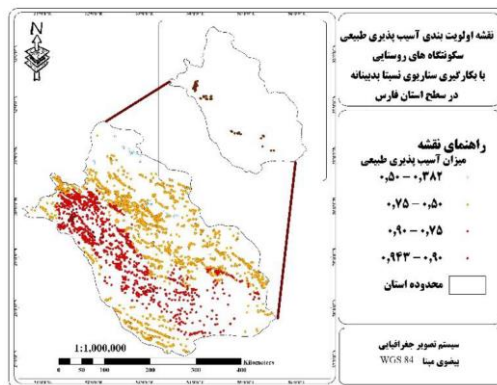 نقشه اولویت بندی آسیب پذیری طبیعی
سکونتگاه های روستایی
با بکارگیری سناریوی نسبتا بدبینانه
در سطح استان فارس
راهنمای نقشه
میزان آسیب پذیری طبیعی
۰,۵۰ – ۰,۳۸۲
۰,۷۵ – ۰,۵۰
۰,۹۰ – ۰,۷۵
۰,۹۴۳ – ۰,۹۰
محدوده استان
سیستم تصویر جغرافیایی
بیضوی مبنا WGS 84
N
1:1,000,000
Kilometers
0 50 100 200 300 400